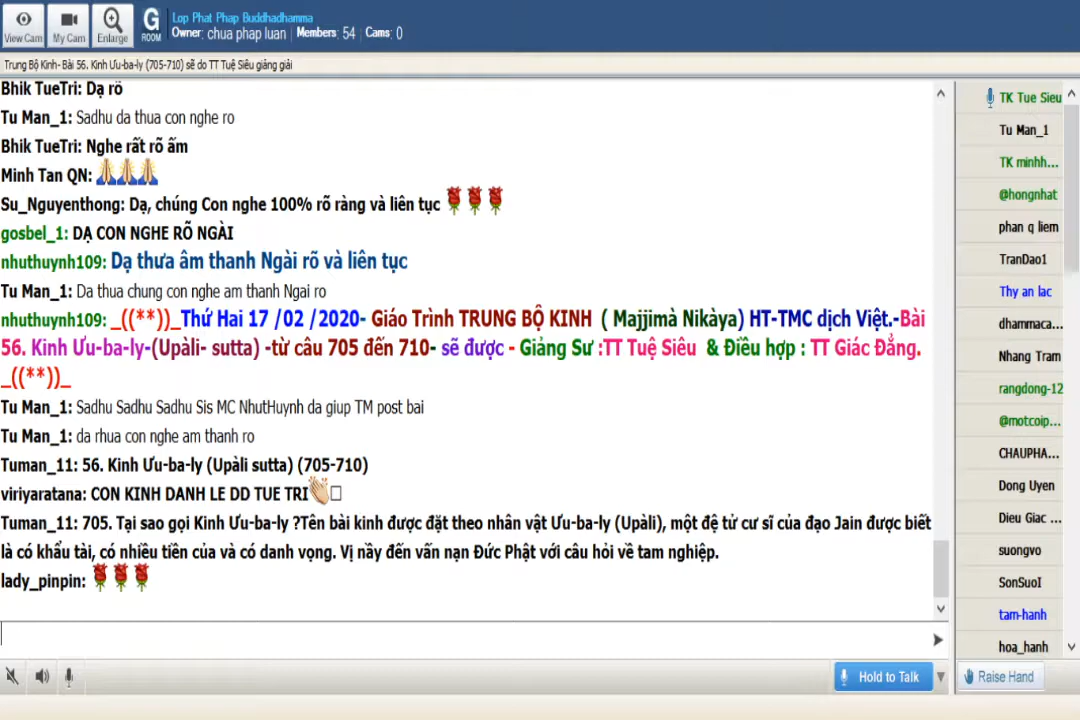 View Cam
My Cam
Enlarge
G
ROOM
Lop Phat Phap Buddhadhamma
Owner: chua phap luan | Members: 54 | Cams: 0
Trung Bộ Kinh- Bài 56. Kinh Ưu-ba-ly (705-710) sẽ do TT Tuệ Siêu giảng giải
Bhik TueTri: Dạ rõ
Tu Man_1: Sadhu da thua con nghe ro
Bhik TueTri: Nghe rất rõ ấm
Minh Tan QN:
Su_Nguyenthong: Dạ, chúng Con nghe 100% rõ ràng và liên tục
gosbel_1: DẠ CON NGHE RÕ NGÀI
nhuthuynh109: Dạ thưa âm thanh Ngài rõ và liên tục
Tu Man_1: Da thua chung con nghe am thanh Ngai ro
nhuthuynh109: _((**))_Thứ Hai 17 /02 /2020- Giáo Trình TRUNG BỘ KINH ( Majjimà Nikàya) HT-TMC dịch Việt.-Bài
56. Kinh Ưu-ba-ly-(Upàli- sutta) -từ câu 705 đến 710- sẽ được - Giảng Sư :TT Tuệ Siêu & Điều hợp : TT Giác Đẳng.
_((**))_
Tu Man_1: Sadhu Sadhu Sadhu Sis MC NhutHuynh da giup TM post bai
Tu Man_1: da rhua con nghe am thanh ro
Tuman_11: 56. Kinh Ưu-ba-ly (Upàli sutta) (705-710)
viriyaratana: CON KINH DANH LE DD TUE TRI
Tuman_11: 705. Tại sao gọi Kinh Ưu-ba-ly ?Tên bài kinh được đặt theo nhân vật Ưu-ba-ly (Upàli), một đệ tử cư sĩ của đạo Jain được biết
là có khẩu tài, có nhiều tiền của và có danh vọng. Vị nầy đến vấn nạn Đức Phật với câu hỏi về tam nghiệp.
lady_pinpin:
TK Tue Sieu
Tu Man_1
TK minhh...
@hongnhat
phan q liem
TranDao1
Thy an lac
dhammaca...
Nhang Tram
rangdong-12
@motcoip...
CHAUPHA...
Dong Uyen
Dieu Giac ...
suongvo
SonSuoI
tam-hanh
hoa_hanh
Hold to Talk
Raise Hand